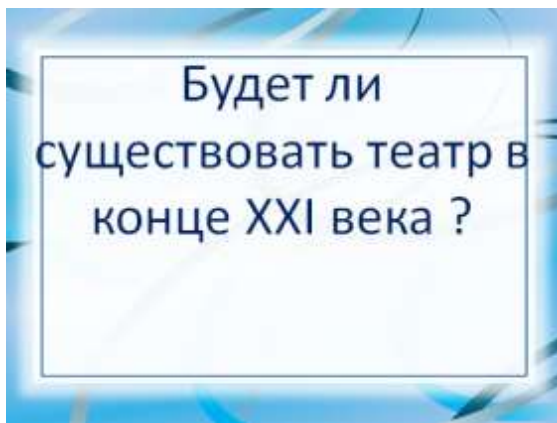 Будет ли
существовать театр в
конце XXI века ?